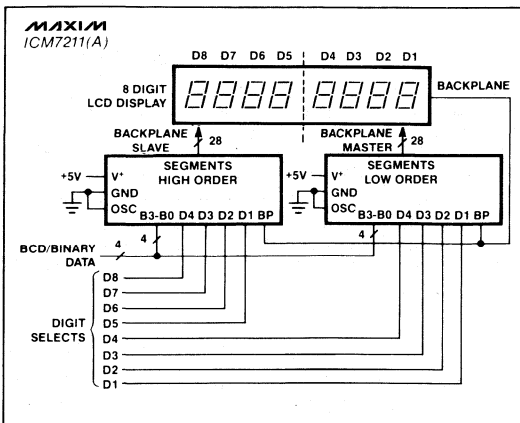 MAXIM
ICM7211(A)
D8 D7 D6 D5 D4 D3 D2 D1
8 DIGIT
LCD DISPLAY
8888 8888
BACKPLANE
BACKPLANE
SLAVE
28
BACKPLANE
MASTER
28
+5V
V+
GND
OSC
SEGMENTS
HIGH ORDER
B3-B0 D4 D3 D2 D1 BP
+5V
V+
GND
OSC
SEGMENTS
LOW ORDER
B3-B0 D4 D3 D2 D1 BP
4
4
BCD/BINARY
DATA
4
DIGIT
SELECTS
D8
D7
D6
D5
D4
D3
D2
D1